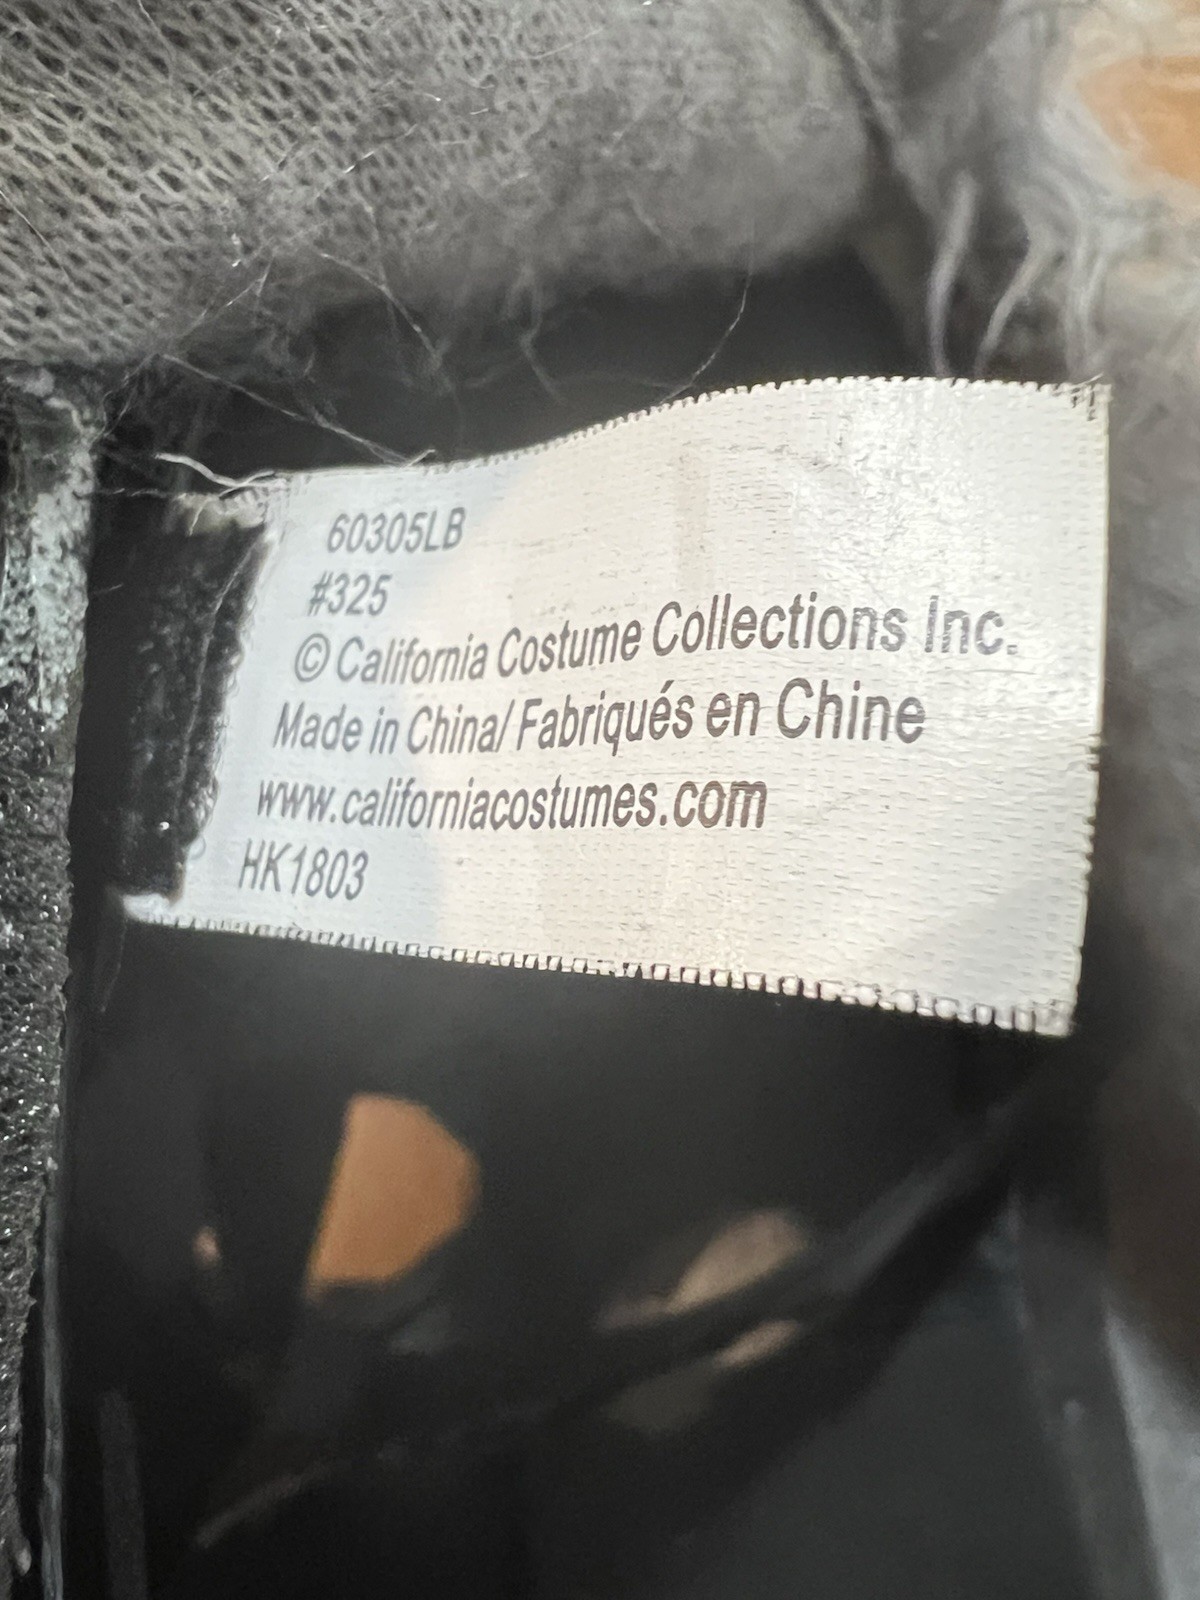 60305LB
#325
© California Costume Collections Inc.
Made in China/ Fabriqués en Chine
www.californiacostumes.com
HK1803